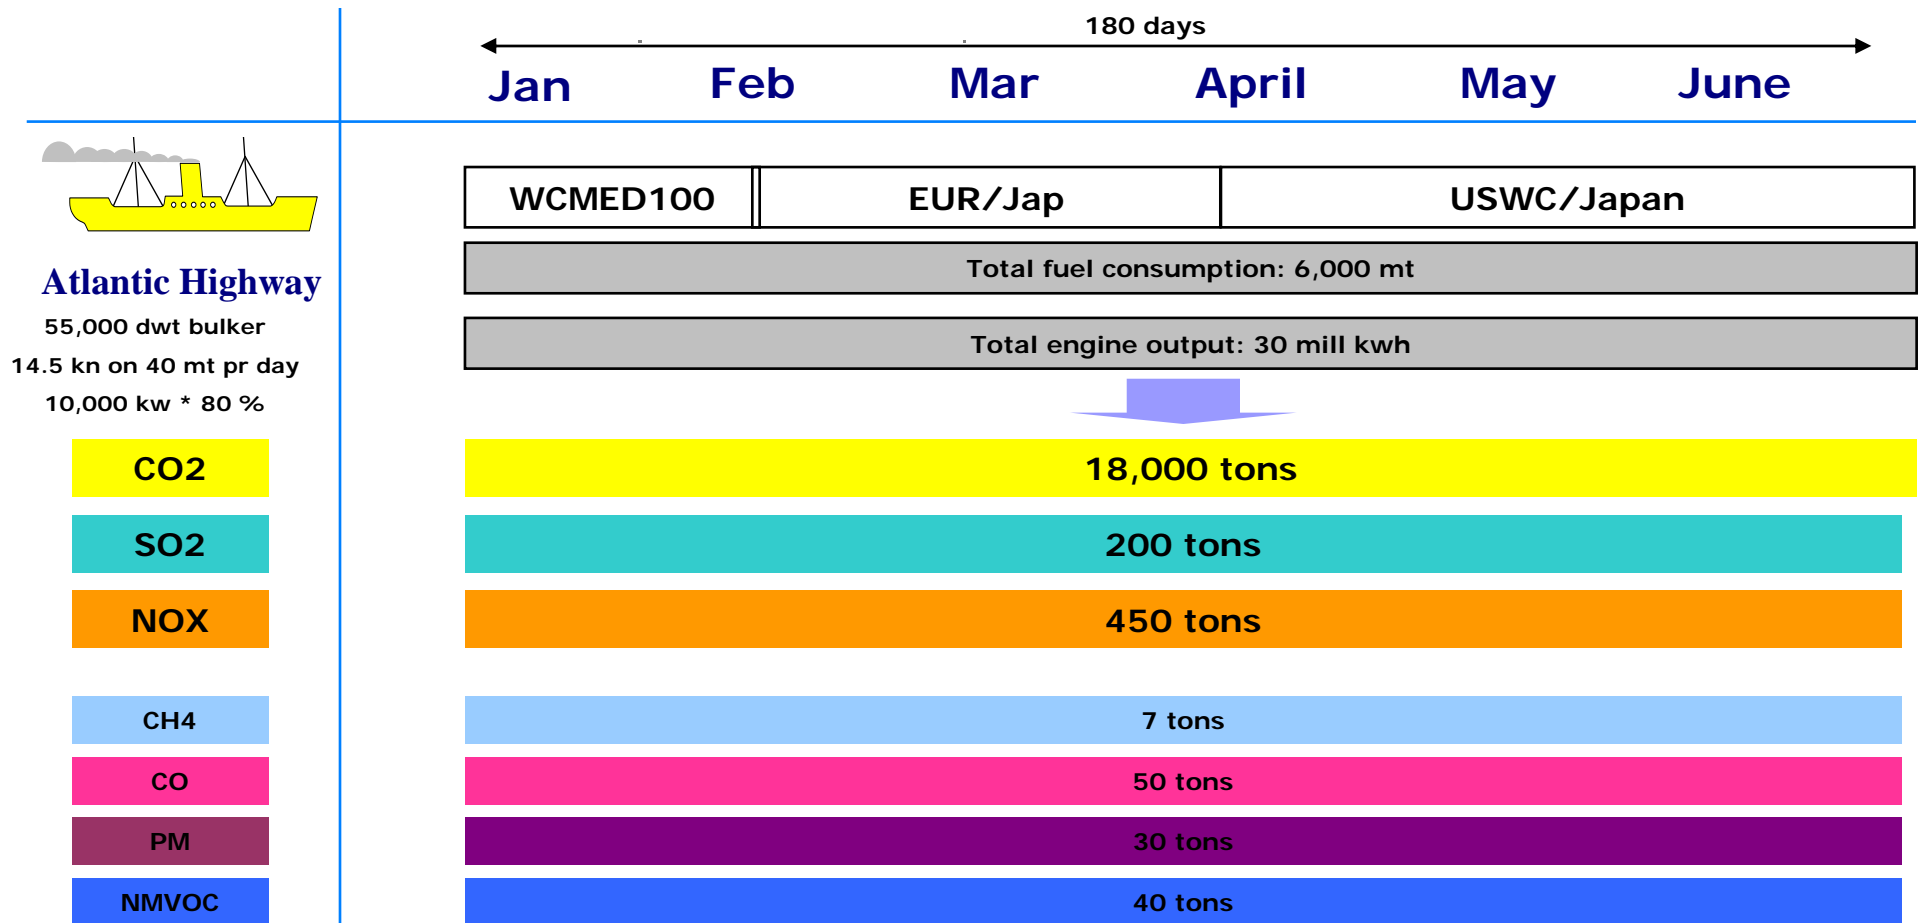 180 days
Jan Feb Mar April May June
WCMED100 EUR/Jap USWC/Japan
Total fuel consumption: 6,000 mt
Atlantic Highway
55,000 dwt bulker
14.5 kn on 40 mt pr day
10,000 kw * 80 %
Total engine output: 30 mill kwh
CO2 18,000 tons
SO2 200 tons
NOX 450 tons
CH4 7 tons
CO 50 tons
PM 30 tons
NMVOC 40 tons